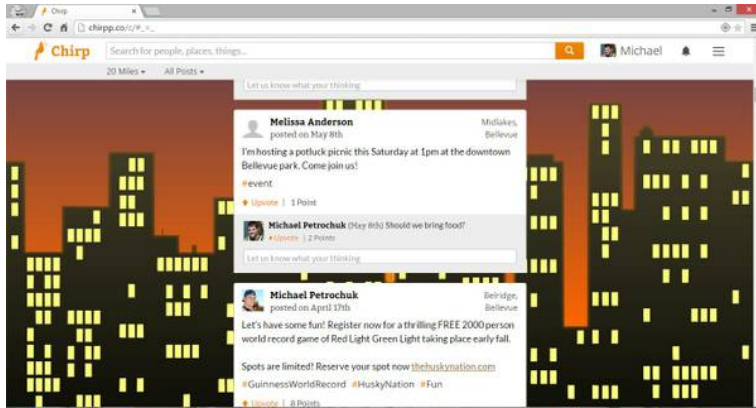 Chirp
chirpp.co/c/#_=_
Chirp
Search for people, places, things...
Michael
20 Miles
All Posts
Let us know what your thinking
Melissa Anderson
posted on May 8th
Midlakes,
Bellevue
I'm hosting a potluck picnic this Saturday at 1pm at the downtown
Bellevue park. Come join us!
#event
Upvote | 1 Point
Michael Petrochuk (May 8th) Should we bring food?
Upvote | 2 Points
Let us know what your thinking
Michael Petrochuk
posted on April 17th
Belridge,
Bellevue
Let's have some fun! Register now for a thrilling FREE 2000 person
world record game of Red Light Green Light taking place early fall.
Spots are limited? Reserve your spot now thehuskynation.com
#GuinnessWorldRecord #HuskyNation #Fun
Upvote | 8 Points